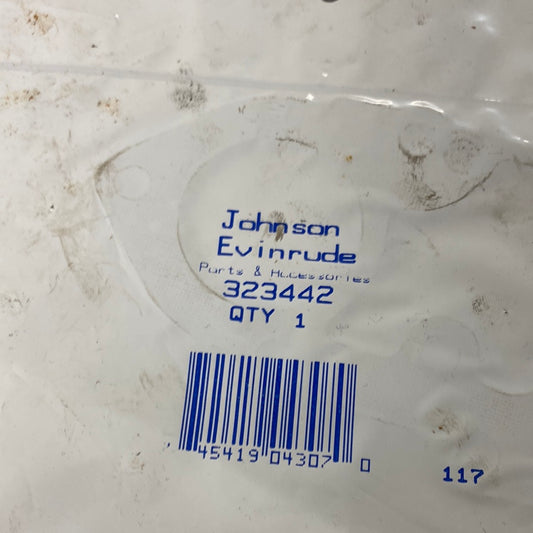 Johnson
Evinrude
Parts & Accessories
323442
QTY 1
45419 04307 0
117